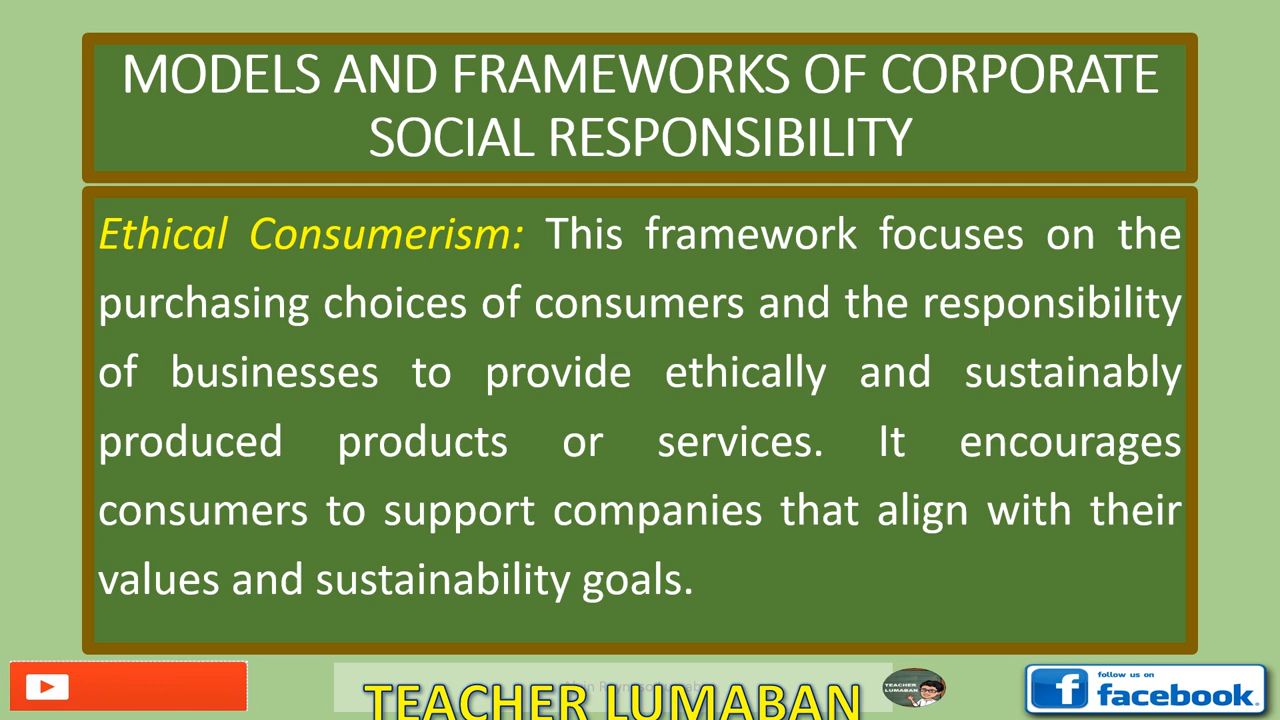 MODELS AND FRAMEWORKS OF CORPORATE
SOCIAL RESPONSIBILITY
Ethical Consumerism: This framework focuses on the
purchasing choices of consumers and the responsibility
of businesses to provide ethically and sustainably
produced products or services. It encourages
consumers to support companies that align with their
values and sustainability goals.
TEACHER LUMABAN
TEACHER
LUMABAN
follow us on
facebook